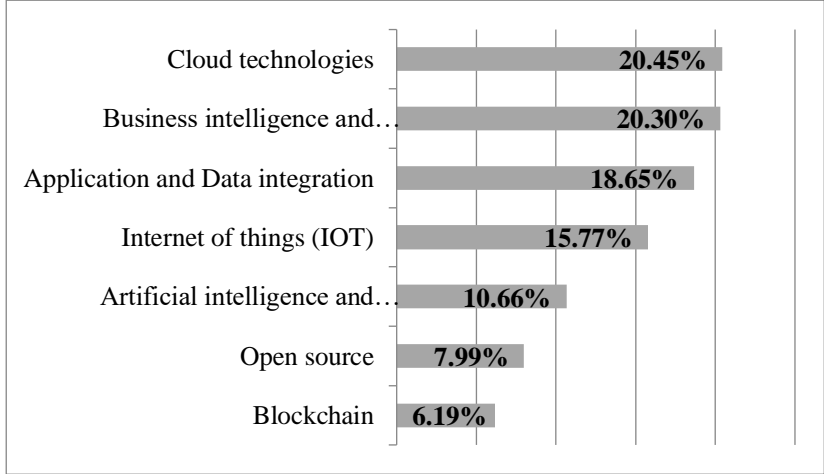 Cloud technologies 20.45%
Business intelligence and… 20.30%
Application and Data integration 18.65%
Internet of things (IOT) 15.77%
Artificial intelligence and… 10.66%
Open source 7.99%
Blockchain 6.19%